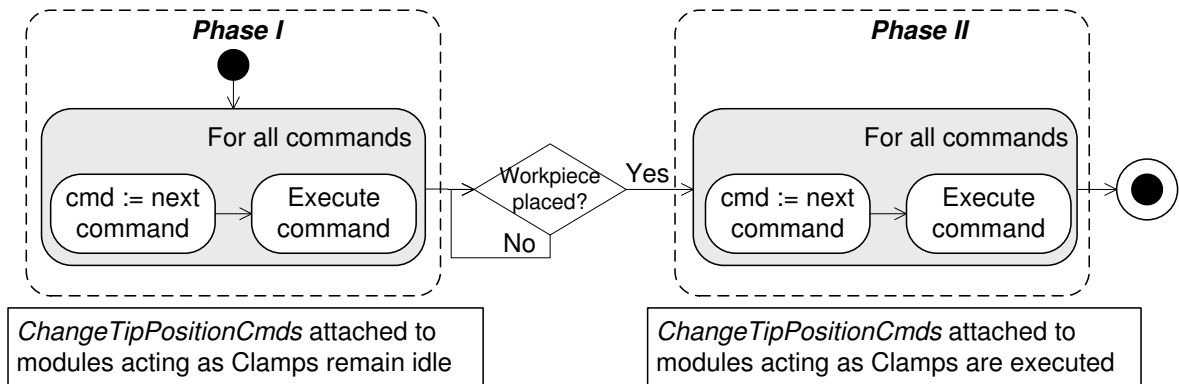 Phase I
For all commands
cmd := next
command
Execute
command
Workpiece
placed?
Yes
No
Phase II
For all commands
cmd := next
command
Execute
command
ChangeTipPositionCmds attached to
modules acting as Clamps remain idle
ChangeTipPositionCmds attached to
modules acting as Clamps are executed